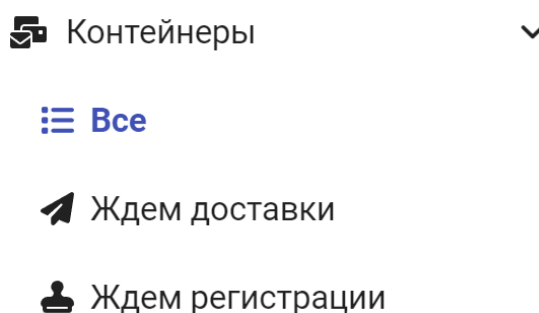 Контейнеры
Все
Ждем доставки
Ждем регистрации